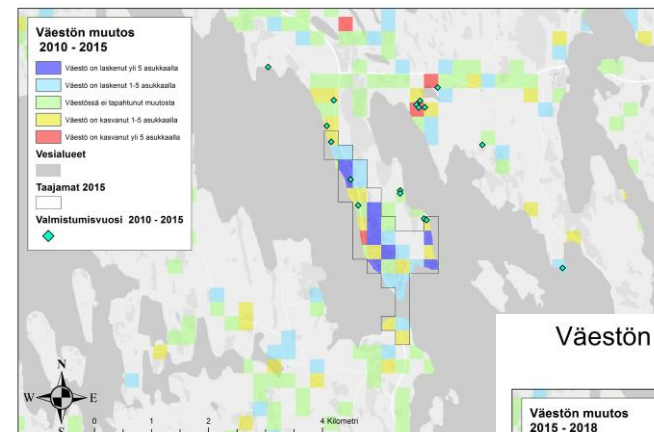 Väestön muutos
2010 - 2015
Väestö on laskenut yli 5 asukkaalla
Väestö on laskenut 1-5 asukkaalla
Väestössä ei tapahtunut muutosta
Väestö on kasvanut 1-5 asukkaalla
Väestö on kasvanut yli 5 asukkaalla
Vesialueet
Taajamat 2015
Valmistumisvuosi 2010 - 2015
N
W E
S
0 1 2 4 Kilometri
Väestön
Väestön muutos
2015 - 2018